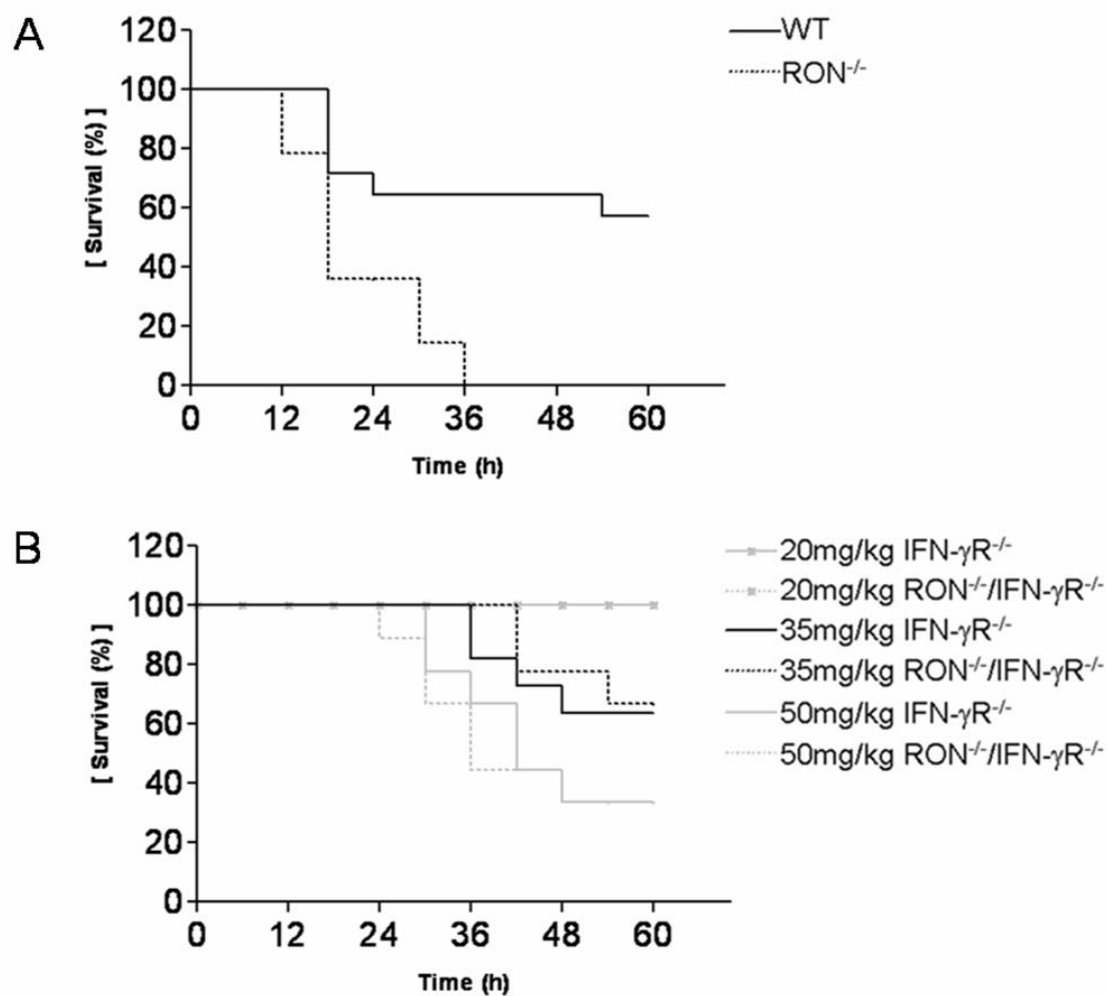 A
120
100
80
60
40
20
0
[ Survival (%) ]
0 12 24 36 48 60
Time (h)
WT
RON-/-
B
120
100
80
60
40
20
0
[ Survival (%) ]
0 12 24 36 48 60
Time (h)
20mg/kg IFN-γR-/-
20mg/kg RON-/-/IFN-γR-/-
35mg/kg IFN-γR-/-
35mg/kg RON-/-/IFN-γR-/-
50mg/kg IFN-γR-/-
50mg/kg RON-/-/IFN-γR-/-